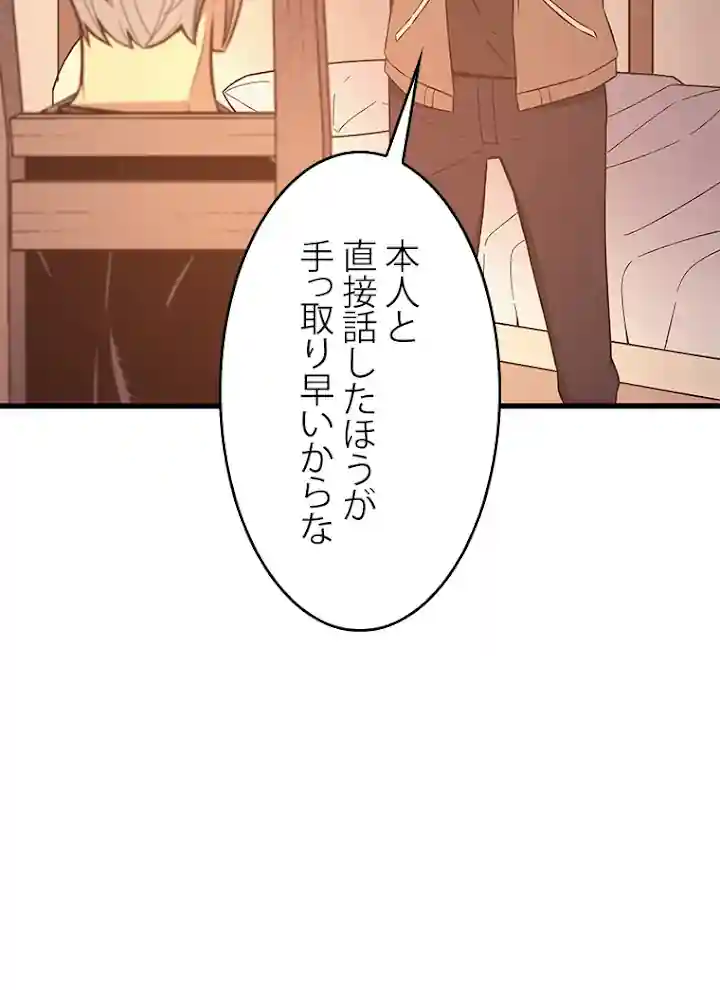 本人と
直接話したほうが
手っ取り早いからな